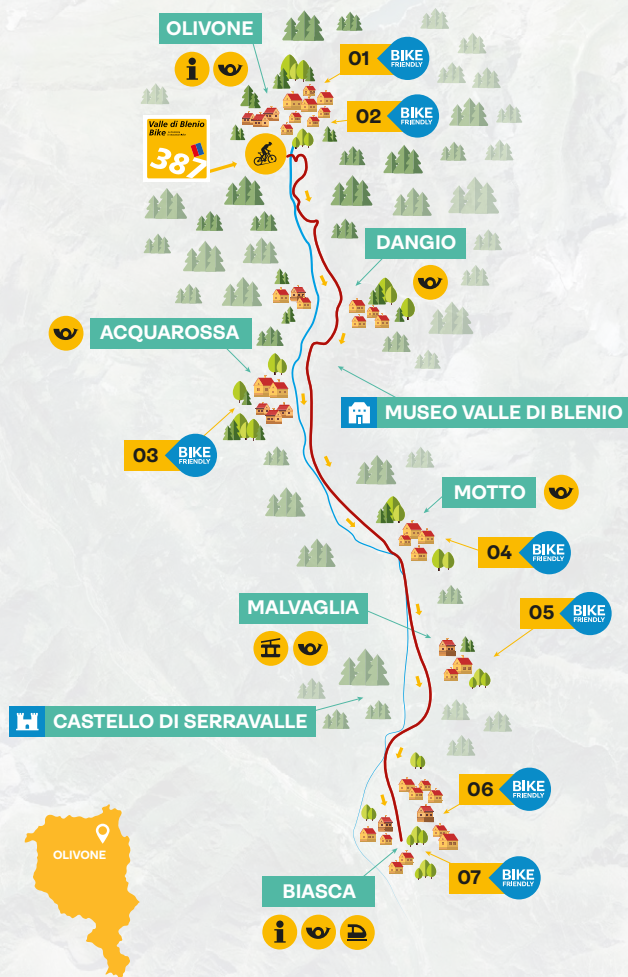 OLIVONE
01 BIKE
FRIENDLY
02 BIKE
FRIENDLY
Valle di Blenio
Bike
387
DANGIO
ACQUAROSSA
MUSEO VALLE DI BLENIO
03 BIKE
FRIENDLY
MOTTO
04 BIKE
FRIENDLY
05 BIKE
FRIENDLY
MALVAGLIA
CASTELLO DI SERRAVALLE
06 BIKE
FRIENDLY
OLIVONE
07 BIKE
FRIENDLY
BIASCA